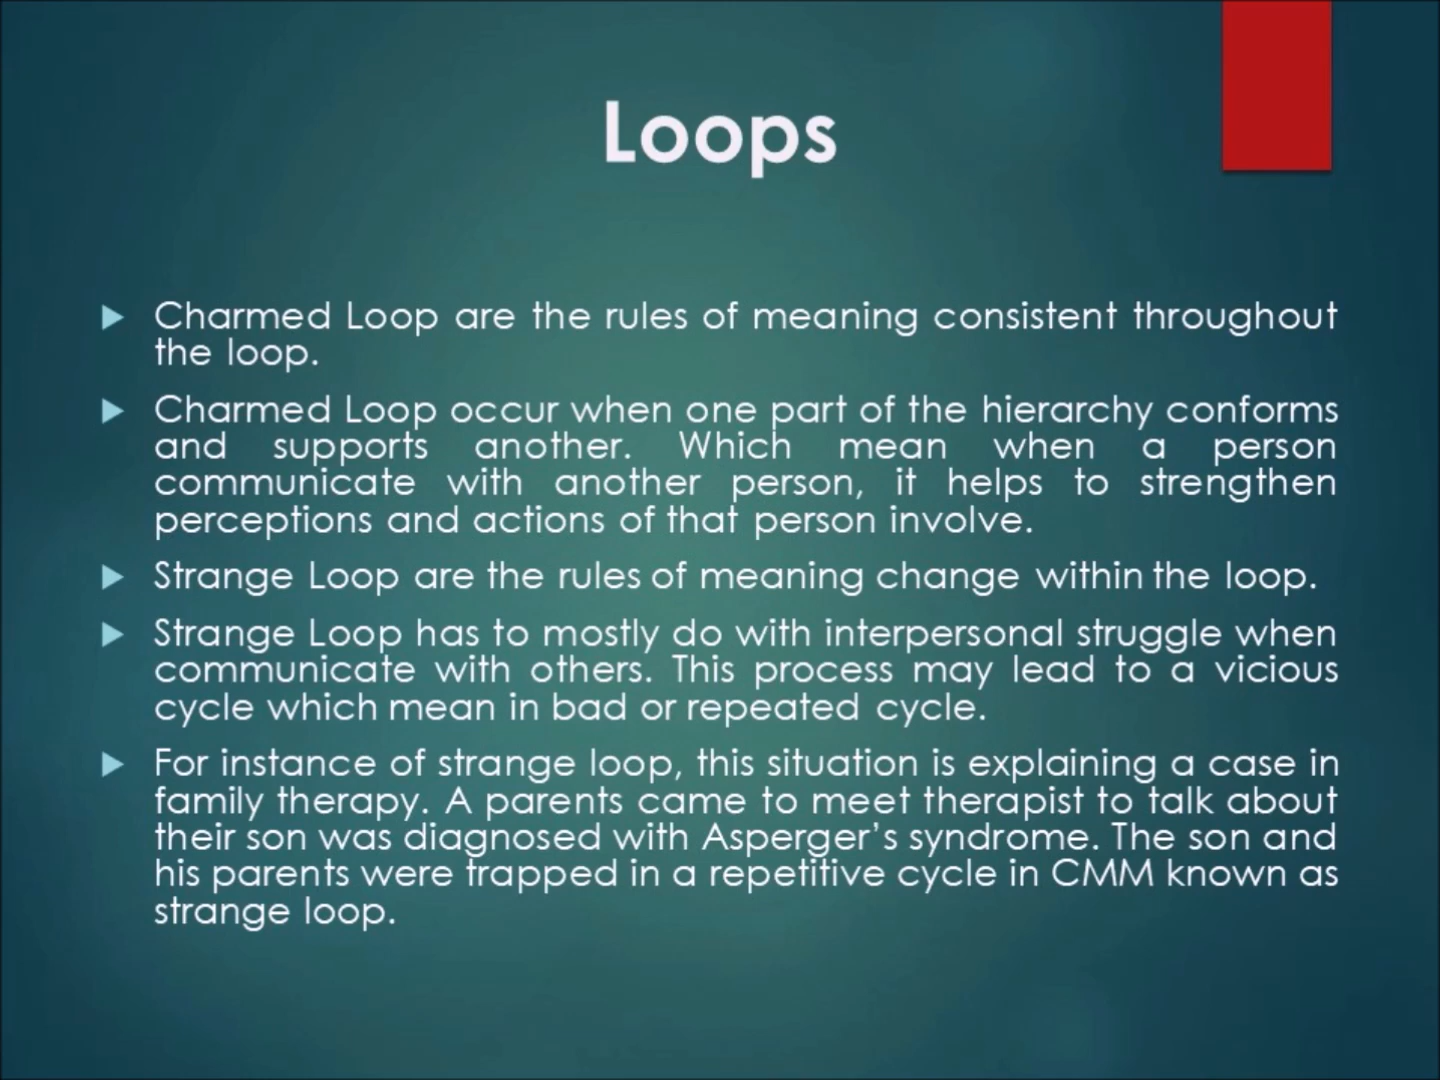 Loops
Charmed Loop are the rules of meaning consistent throughout
the loop.
Charmed Loop occur when one part of the hierarchy conforms
and supports another. Which mean when a person
communicate with another person, it helps to strengthen
perceptions and actions of that person involve.
Strange Loop are the rules of meaning change within the loop.
Strange Loop has to mostly do with interpersonal struggle when
communicate with others. This process may lead to a vicious
cycle which mean in bad or repeated cycle.
For instance of strange loop, this situation is explaining a case in
family therapy. A parents came to meet therapist to talk about
their son was diagnosed with Asperger’s syndrome. The son and
his parents were trapped in a repetitive cycle in CMM known as
strange loop.